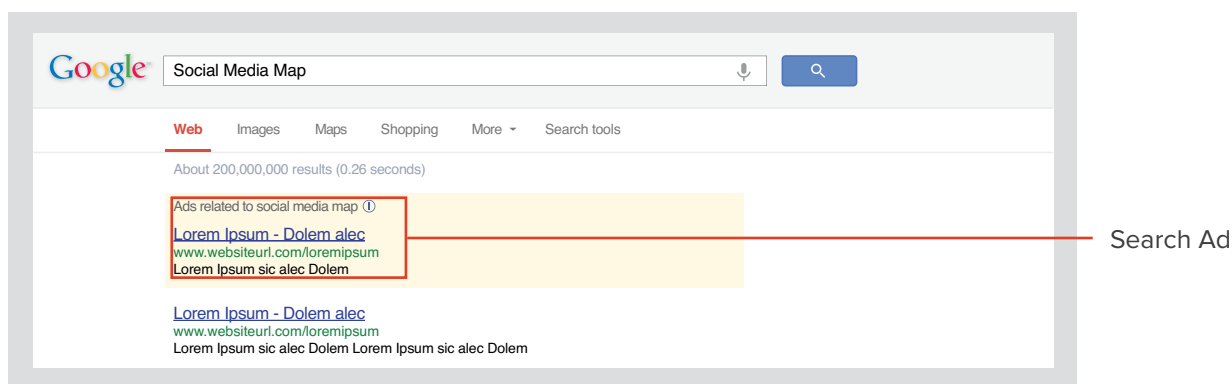 Google Social Media Map
Web Images Maps Shopping More Search tools
About 200,000,000 results (0.26 seconds)
Ads related to social media map
Lorem Ipsum - Dolem alec
www.websiteurl.com/loremipsum
Lorem Ipsum sic alec Dolem
Search Ad
Lorem Ipsum - Dolem alec
www.websiteurl.com/loremipsum
Lorem Ipsum sic alec Dolem Lorem Ipsum sic alec Dolem